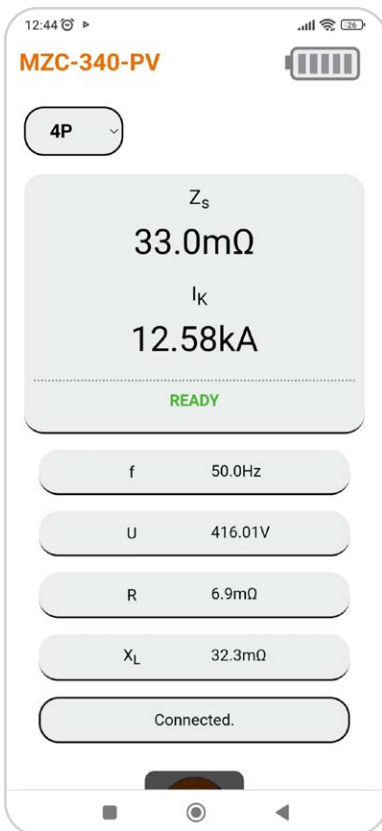 12:44 26
MZC-340-PV
4P
Zs
33.0mΩ
IK
12.58kA
READY
f 50.0Hz
U 416.01V
R 6.9mΩ
XL 32.3mΩ
Connected.